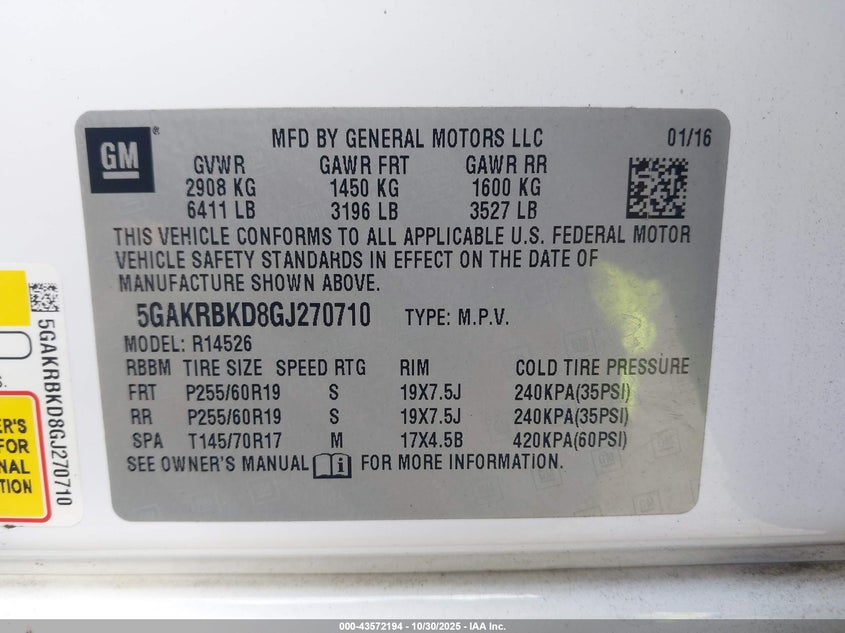 GM
MFD BY GENERAL MOTORS LLC 01/16
GVWR GAWR FRT GAWR RR
2908 KG 1450 KG 1600 KG
6411 LB 3196 LB 3527 LB
THIS VEHICLE CONFORMS TO ALL APPLICABLE U.S. FEDERAL MOTOR
VEHICLE SAFETY STANDARDS IN EFFECT ON THE DATE OF
MANUFACTURE SHOWN ABOVE.
5GAKRBKD8GJ270710 TYPE: M.P.V.
MODEL: R14526
RBBM TIRE SIZE SPEED RTG RIM COLD TIRE PRESSURE
FRT P255/60R19 S 19X7.5J 240KPA(35PSI)
RR P255/60R19 S 19X7.5J 240KPA(35PSI)
SPA T145/70R17 M 17X4.5B 420KPA(60PSI)
SEE OWNER'S MANUAL i FOR MORE INFORMATION.
5GAKRBKD8GJ270710
ER'S
FOR
NAL
TION
000-43572194 - 10/30/2025 - IAA Inc.